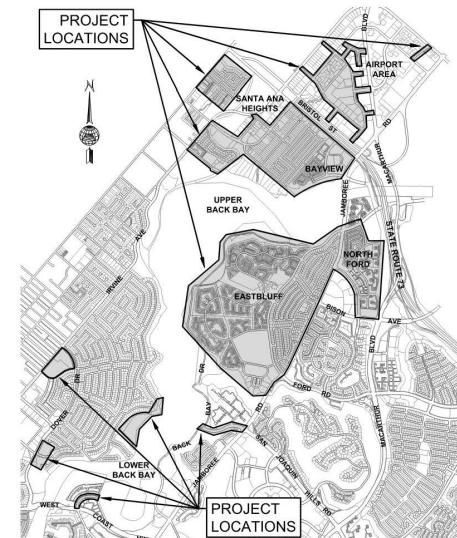 PROJECT
LOCATIONS
BLVD
AIRPORT
AREA
N
SANTA ANA
HEIGHTS
BRISTOL
ST
MACARTHUR
RD
BAYVIEW
UPPER
BACK BAY
JAMBOREE
STATE ROUTE 73
IRVINE
AVE
NORTH
FORD
EASTBLUFF
BISON
AVE
BLVD
DR
FORD
RD
DOVER
DR
BAY
BACK
RD
JAMBOREE
SAN
JOAQUIN
HILLS
RD
MACARTHUR
LOWER
BACK BAY
WEST
COAST
PROJECT
LOCATIONS